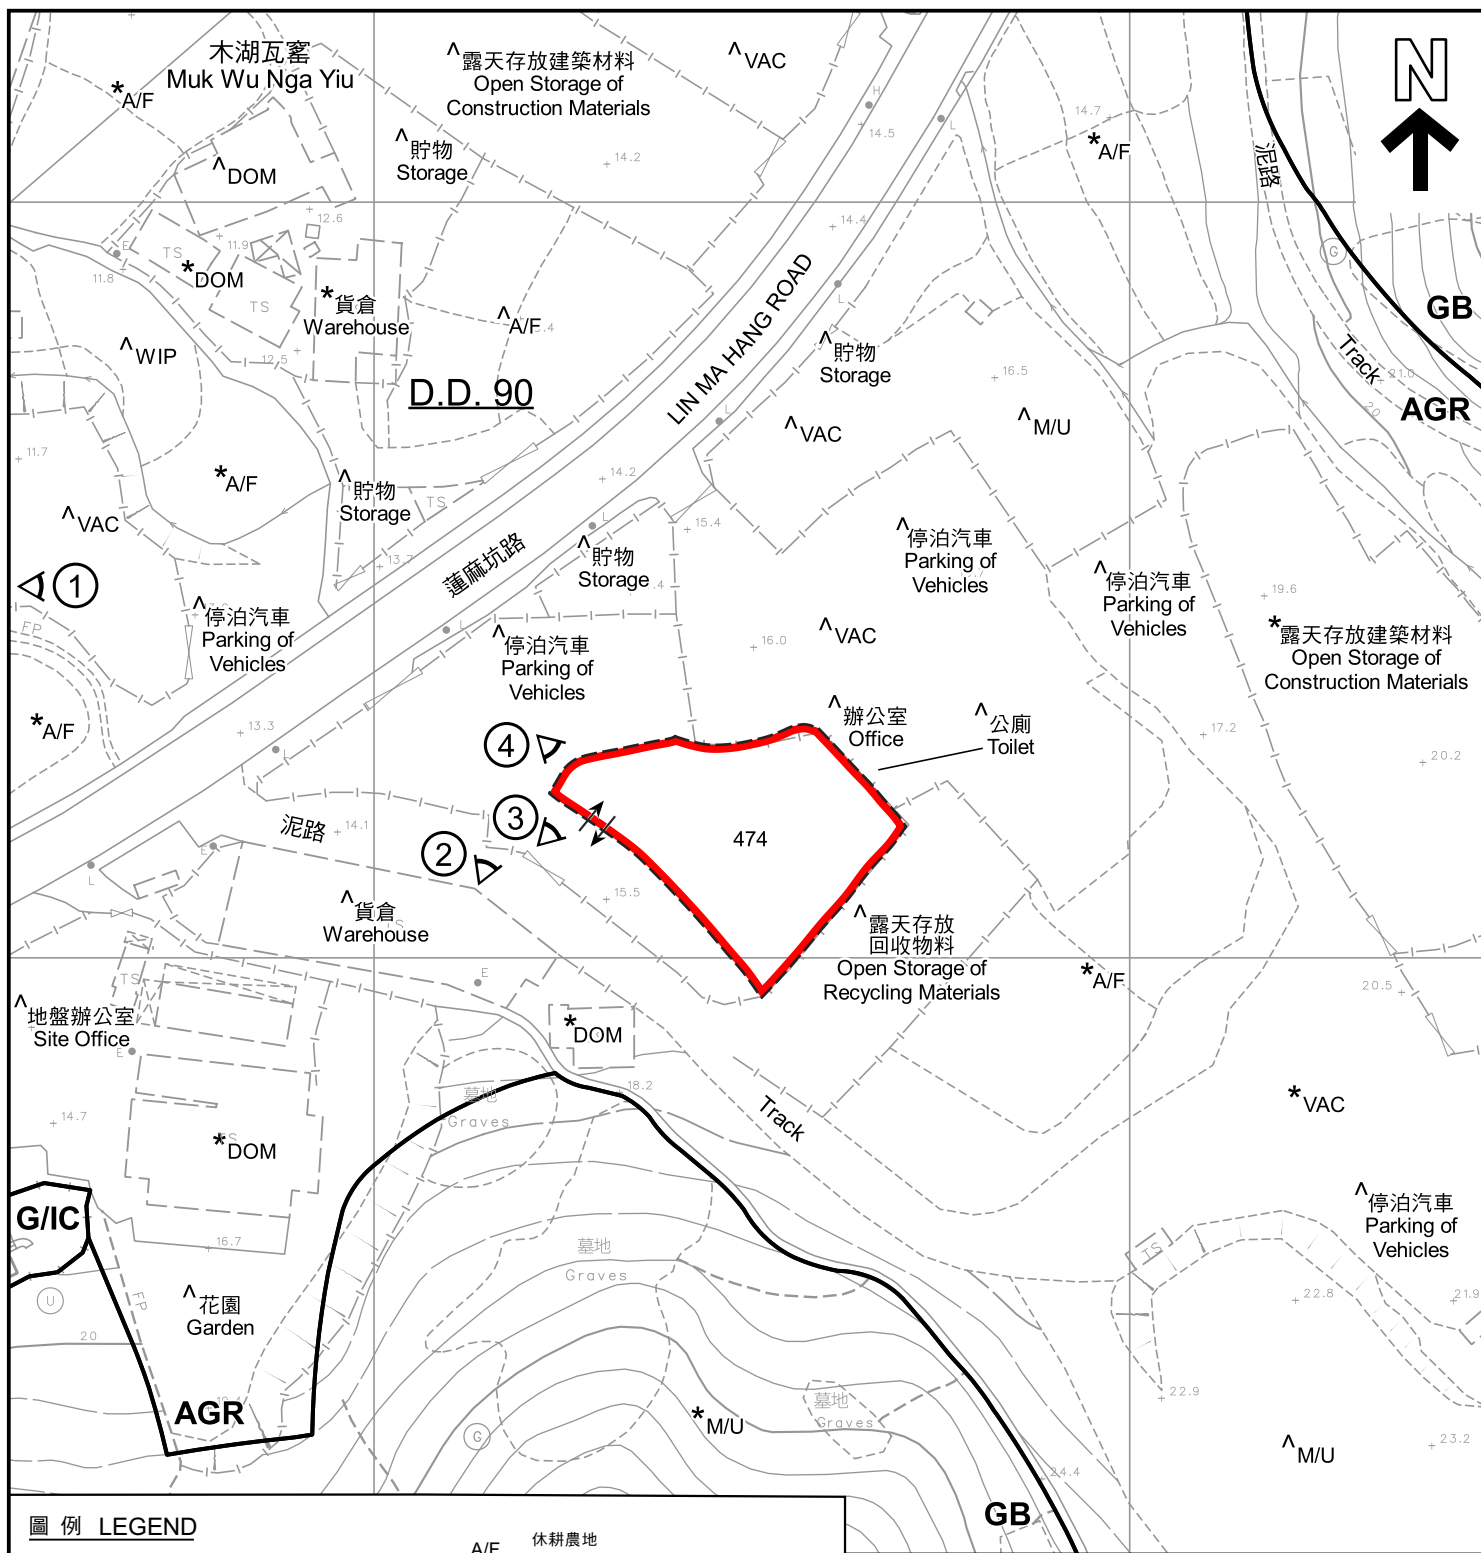 木湖瓦窰
Muk Wu Nga Yiu
^露天存放建築材料
Open Storage of
Construction Materials
^VAC
N
*A/F
^DOM
^貯物
Storage
14.2
H
14.5
L
14.7
*A/F
泥路
12.6
11.9
TS
E
11.8
*DOM
TS
*貨倉
Warehouse
^A/F
14.4
LIN MA HANG ROAD
L
G
GB
^WIP
12.5
D.D. 90
^貯物
Storage
16.5
Track
21.0
20
AGR
^VAC
^M/U
L
11.7
*A/F
^貯物
Storage
TS
14.2
15.4
^VAC
13.7
蓮麻坑路
L
^貯物
Storage
^停泊汽車
Parking of
Vehicles
^停泊汽車
Parking of
Vehicles
19.6
1
FP
^停泊汽車
Parking of
Vehicles
L
^停泊汽車
Parking of
Vehicles
16.0
^VAC
*露天存放建築材料
Open Storage of
Construction Materials
*A/F
13.3
L
4
^辦公室
Office
^公廁
Toilet
17.2
20.2
泥路
14.1
3
2
474
E
L
15.5
^貨倉
Warehouse
^露天存放
回收物料
Open Storage of
Recycling Materials
*A/F
20.5
TS
E
^地盤辦公室
Site Office
E
*DOM
18.2
墓地
Graves
Track
*VAC
14.7
*DOM
G/IC
16.7
^停泊汽車
Parking of
Vehicles
TS
墓地
Graves
U
FP
20
^花園
Garden
22.8
21.9
AGR
墓地
Graves
22.9
G
*M/U
^M/U
23.2
24.4
GB
圖 例 LEGEND
A/F
休耕農地